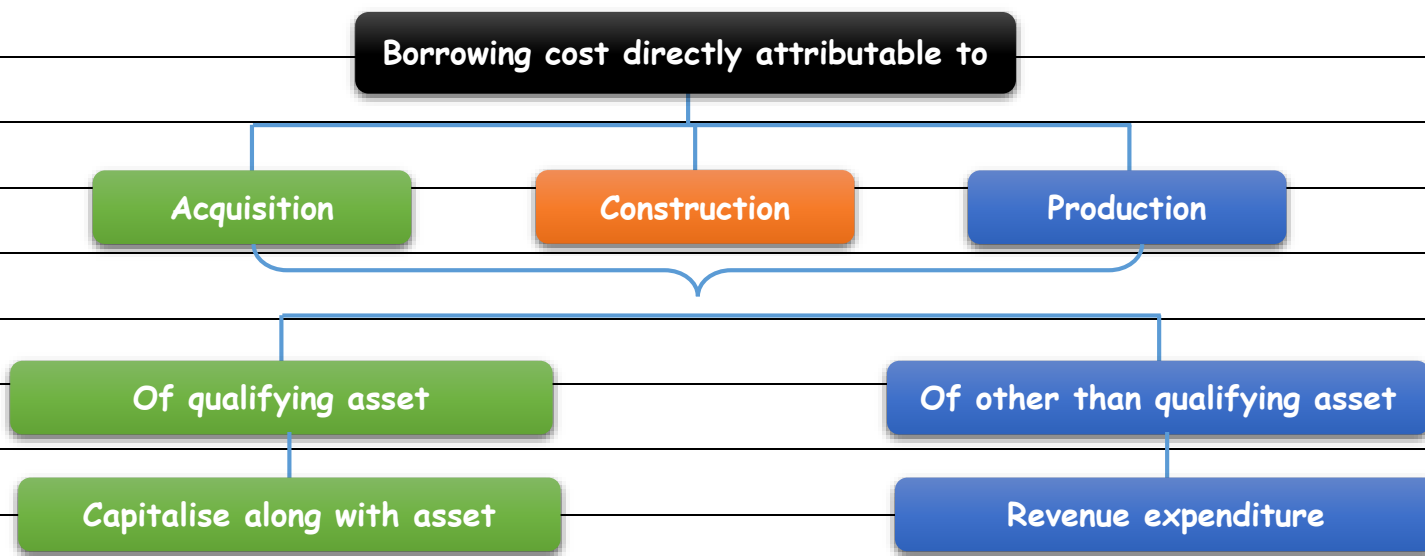 Borrowing cost directly attributable to
Acquisition
Construction
Production
Of qualifying asset
Of other than qualifying asset
Capitalise along with asset
Revenue expenditure